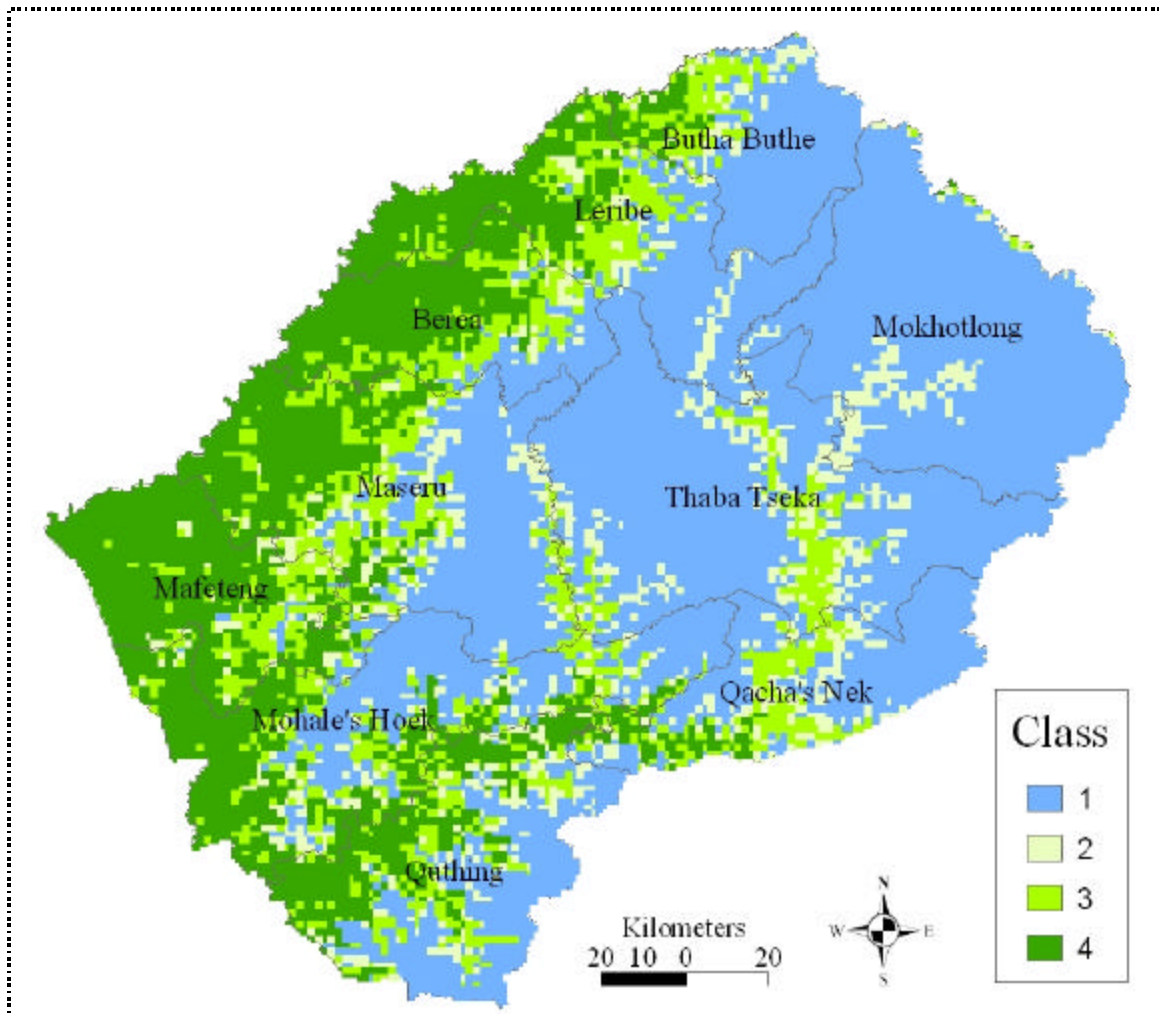 Butha Buthe
Leribe
Berea
Mokhotlong
Maseru
Thaba Tseka
Mafeteng
Qacha's Nek
Mohale's Hoek
Quthing
Class
1
2
3
4
Kilometers
20 10 0 20
N
W E
S